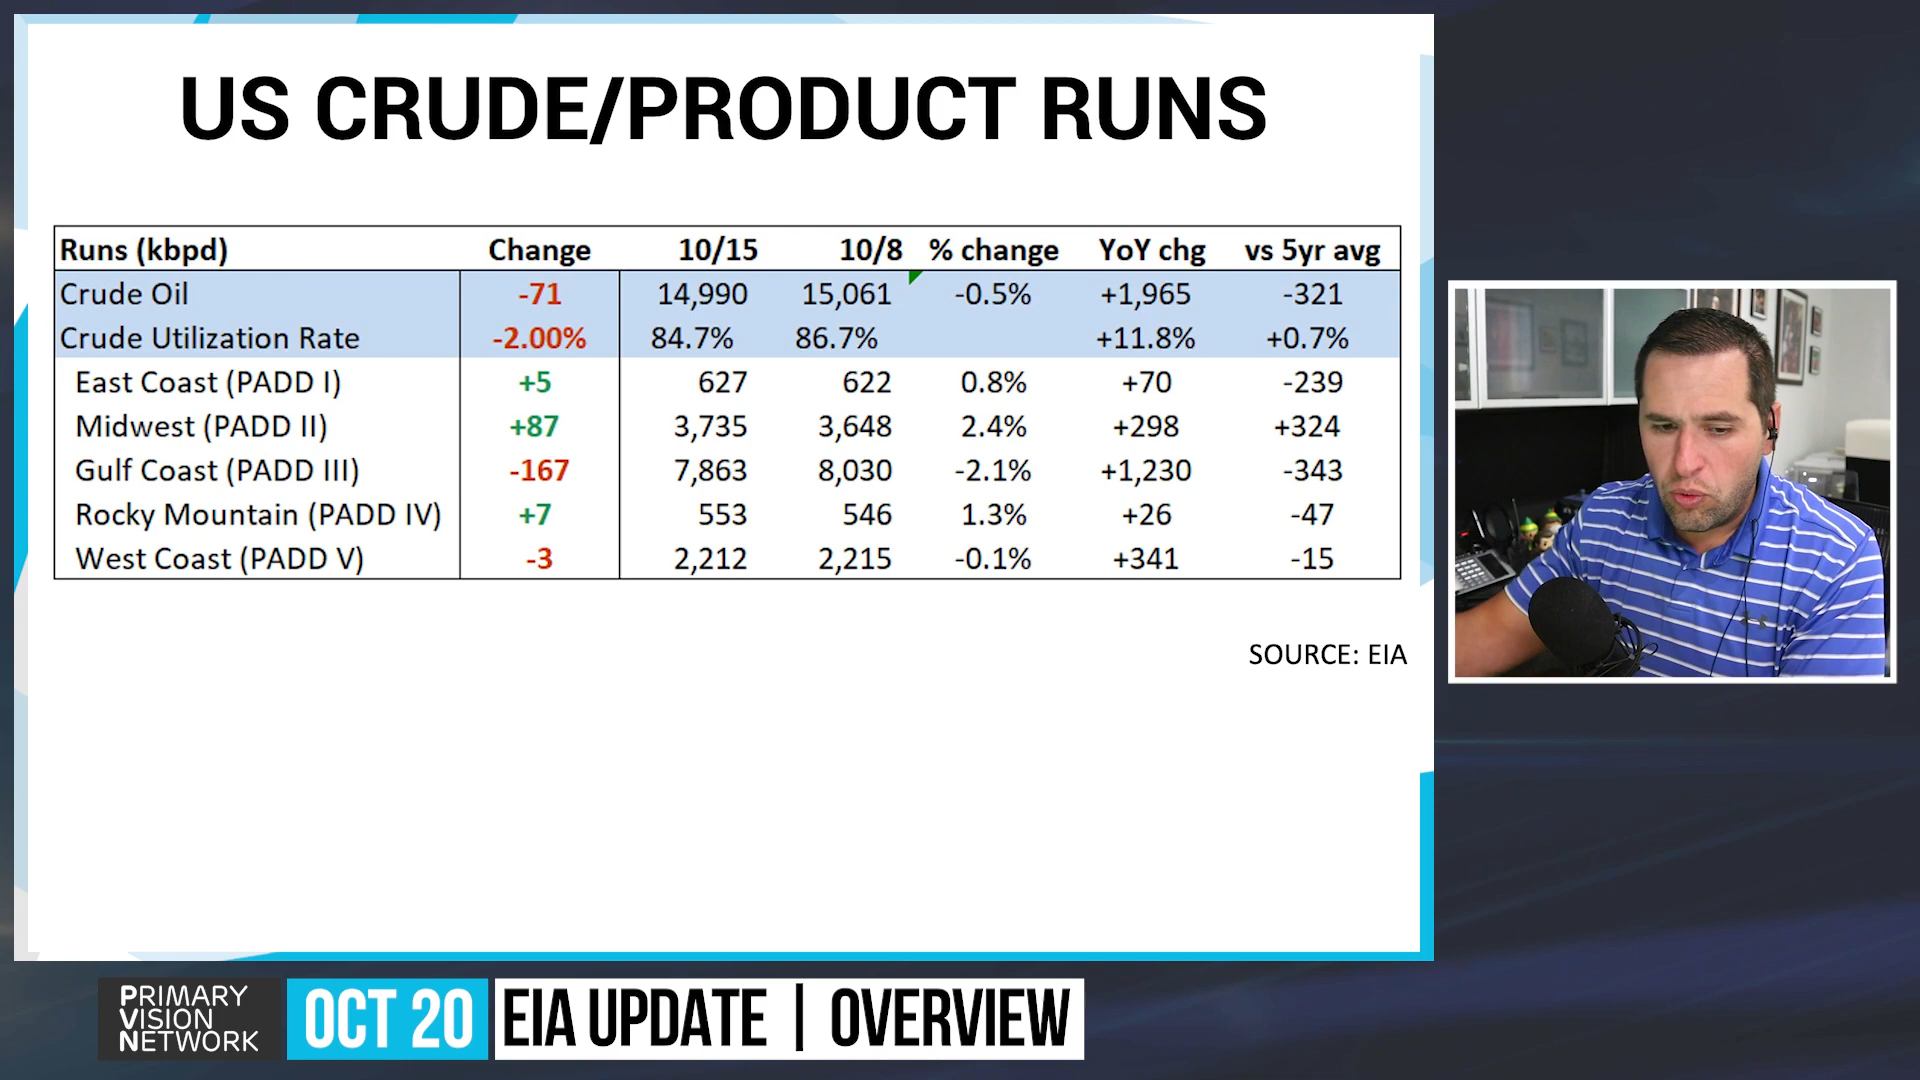 US CRUDE/PRODUCT RUNS
Runs (kbpd) Change 10/15 10/8 % change YoY chg vs 5yr avg
Crude Oil -71 14,990 15,061 -0.5% +1,965 -321
Crude Utilization Rate -2.00% 84.7% 86.7% +11.8% +0.7%
East Coast (PADD I) +5 627 622 0.8% +70 -239
Midwest (PADD II) +87 3,735 3,648 2.4% +298 +324
Gulf Coast (PADD III) -167 7,863 8,030 -2.1% +1,230 -343
Rocky Mountain (PADD IV) +7 553 546 1.3% +26 -47
West Coast (PADD V) -3 2,212 2,215 -0.1% +341 -15
SOURCE: EIA
PRIMARY
VISION
NETWORK
OCT 20
EIA UPDATE | OVERVIEW